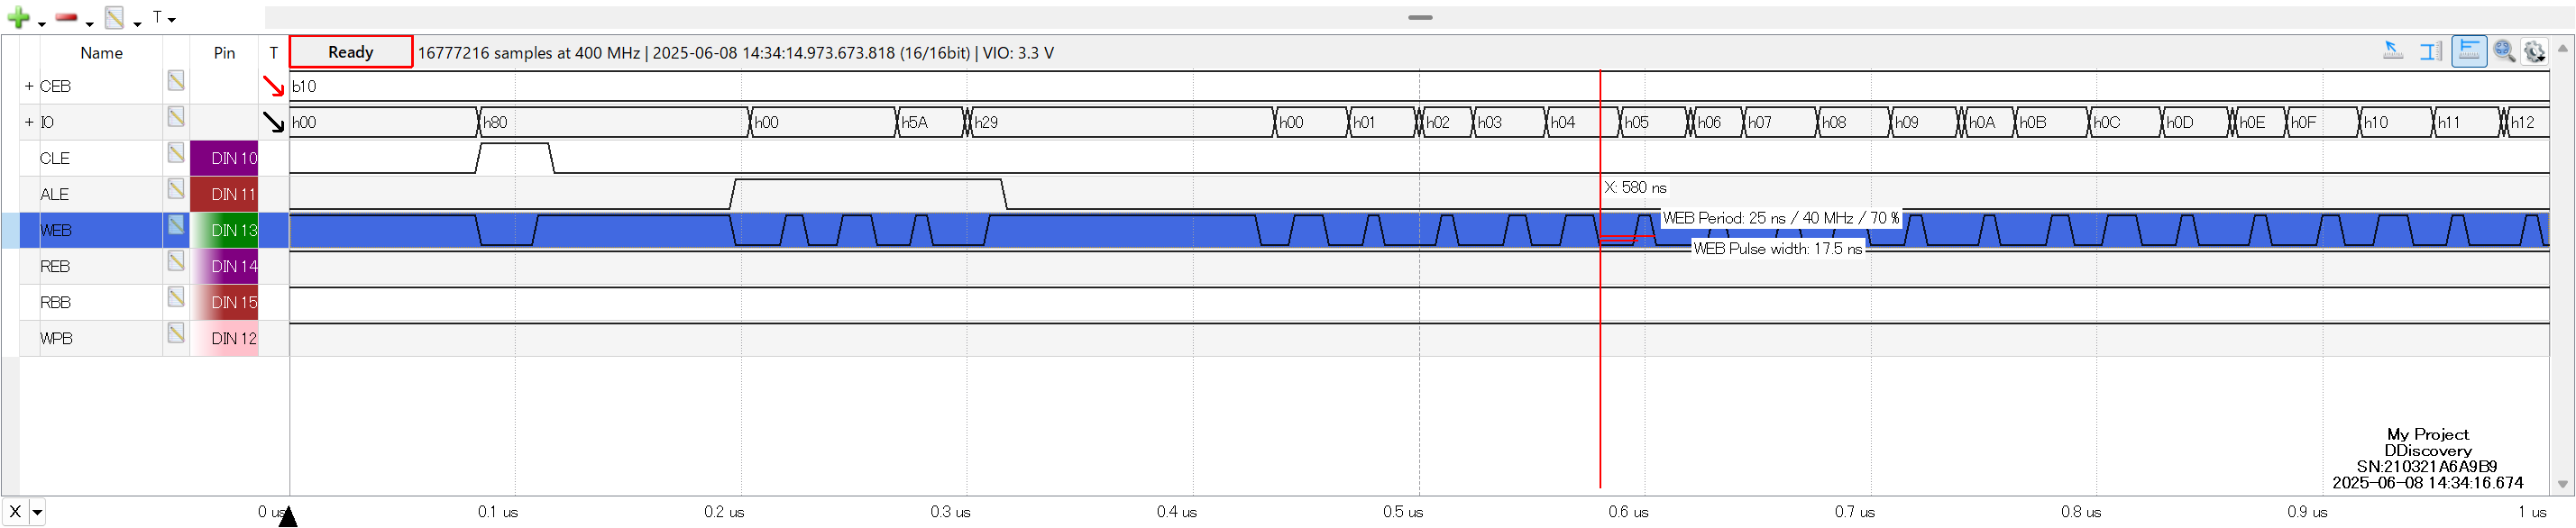 T
Name Pin T Ready 16777216 samples at 400 MHz | 2025-06-08 14:34:14.973.673.818 (16/16bit) | VIO: 3.3 V
+ CEB b10
+ IO h00 h80 h00 h5A h29 h00 h01 h02 h03 h04 h05 h06 h07 h08 h09 h0A h0B h0C h0D h0E h0F h10 h11 h12
CLE DIN 10
ALE DIN 11
X: 580 ns
WEB DIN 13
WEB Period: 25 ns / 40 MHz / 70 %
WEB Pulse width: 17.5 ns
REB DIN 14
RBB DIN 15
WPB DIN 12
My Project
DDiscovery
SN:210321A6A9B9
2025-06-08 14:34:16.674
X 0 us 0.1 us 0.2 us 0.3 us 0.4 us 0.5 us 0.6 us 0.7 us 0.8 us 0.9 us 1 us